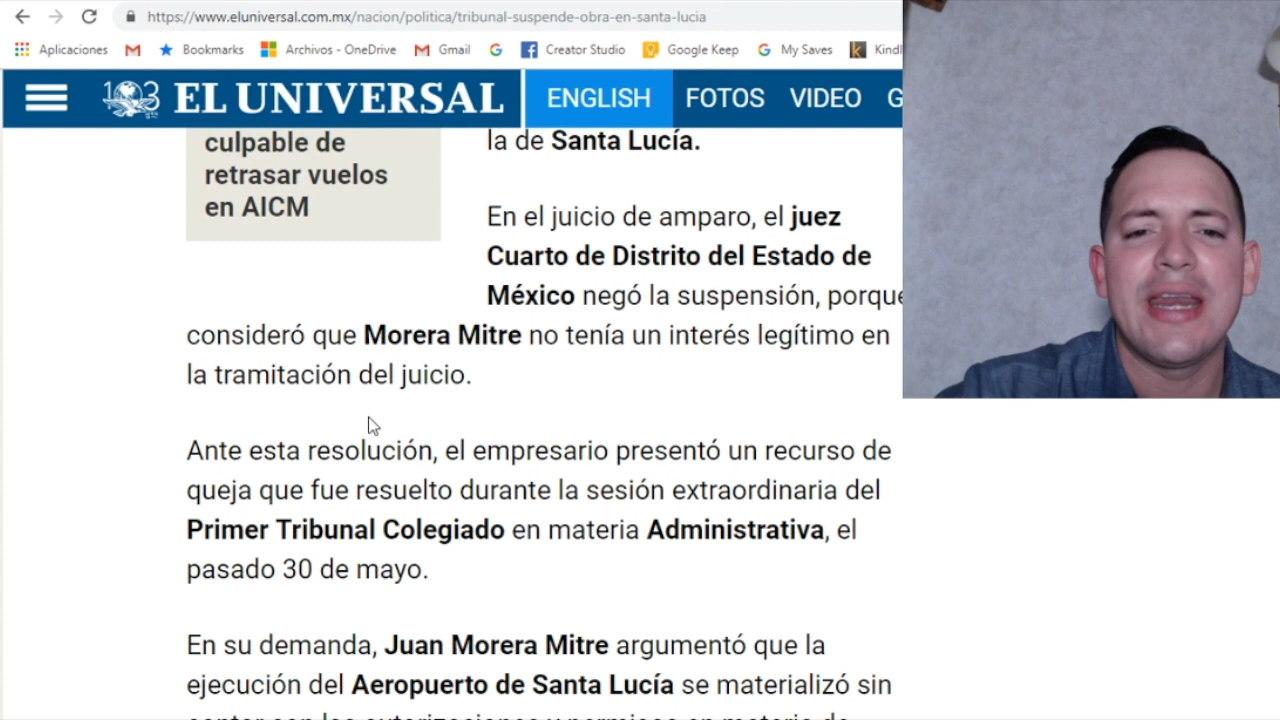 https://www.eluniversal.com.mx/nacion/politica/tribunal-suspende-obra-en-santa-lucia
Aplicaciones Bookmarks Archivos - OneDrive Gmail Creator Studio Google Keep My Saves Kindl
103 EL UNIVERSAL ENGLISH FOTOS VIDEO G
culpable de
retrasar vuelos
en AICM
la de Santa Lucía.
En el juicio de amparo, el juez
Cuarto de Distrito del Estado de
México negó la suspensión, porque
consideró que Morera Mitre no tenía un interés legítimo en
la tramitación del juicio.
Ante esta resolución, el empresario presentó un recurso de
queja que fue resuelto durante la sesión extraordinaria del
Primer Tribunal Colegiado en materia Administrativa, el
pasado 30 de mayo.
En su demanda, Juan Morera Mitre argumentó que la
ejecución del Aeropuerto de Santa Lucía se materializó sin